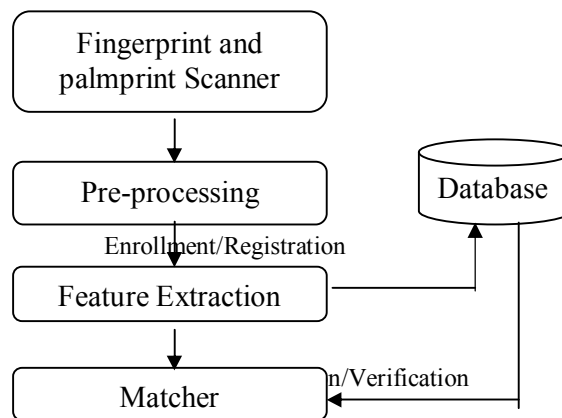 Fingerprint and
palmprint Scanner
Pre-processing
Database
Enrollment/Registration
Feature Extraction
n/Verification
Matcher